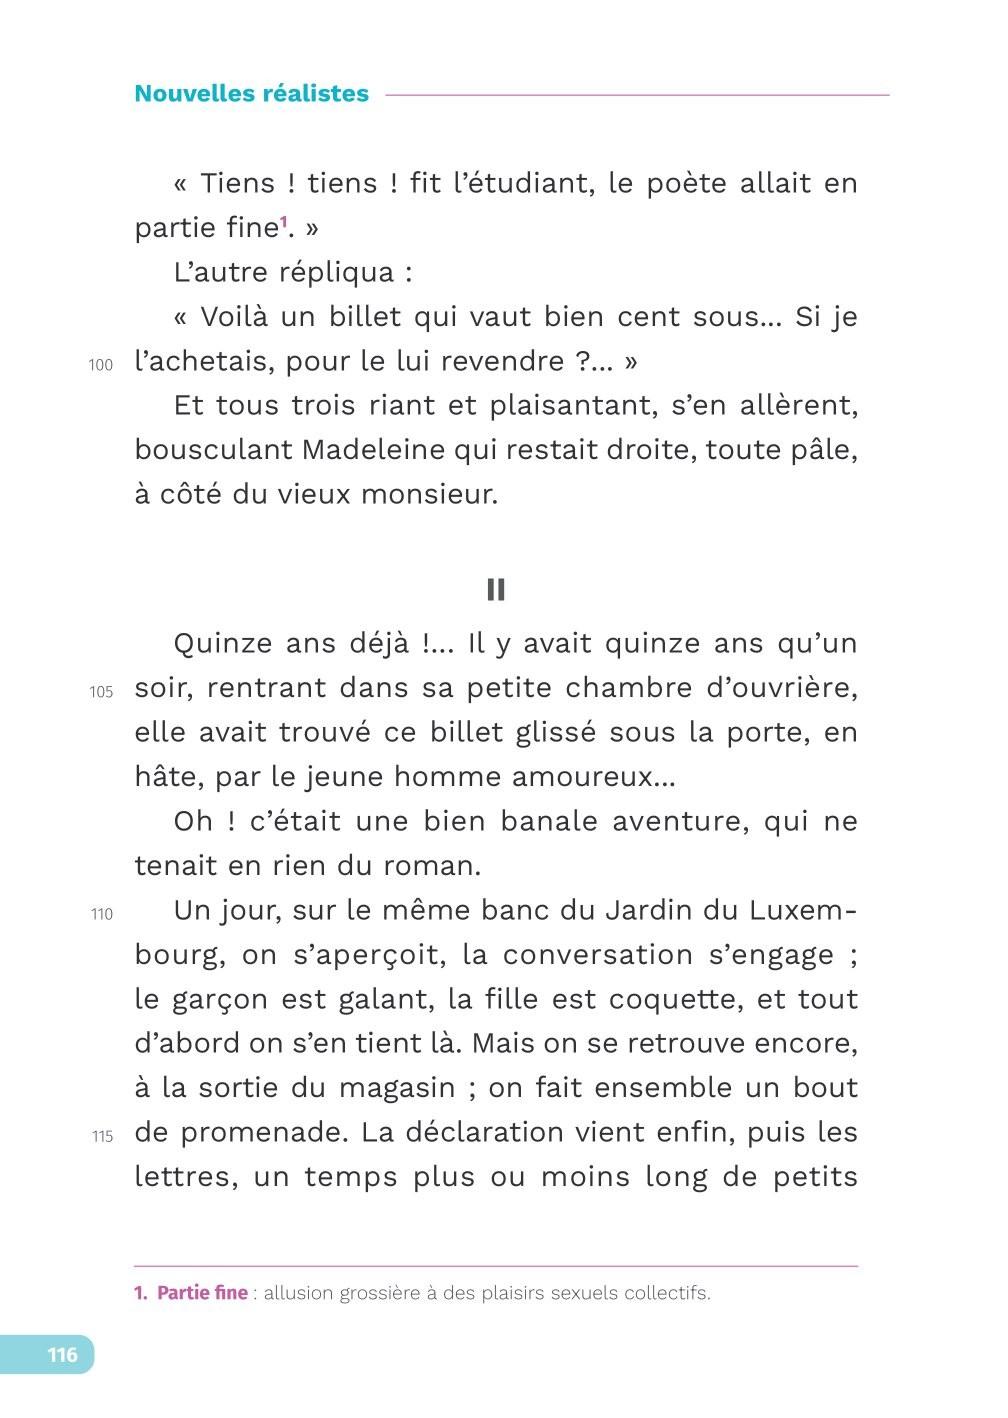 Nouvelles réalistes
« Tiens ! tiens ! fit l’étudiant, le poète allait en
partie fine¹. »
L’autre répliqua :
« Voilà un billet qui vaut bien cent sous... Si je
100 l’achetais, pour le lui revendre ?... »
Et tous trois riant et plaisantant, s’en allèrent,
bousculant Madeleine qui restait droite, toute pâle,
à côté du vieux monsieur.
II
Quinze ans déjà !... Il y avait quinze ans qu’un
105 soir, rentrant dans sa petite chambre d’ouvrière,
elle avait trouvé ce billet glissé sous la porte, en
hâte, par le jeune homme amoureux...
Oh ! c’était une bien banale aventure, qui ne
tenait en rien du roman.
110 Un jour, sur le même banc du Jardin du Luxem-
bourg, on s’aperçoit, la conversation s’engage ;
le garçon est galant, la fille est coquette, et tout
d’abord on s’en tient là. Mais on se retrouve encore,
à la sortie du magasin ; on fait ensemble un bout
115 de promenade. La déclaration vient enfin, puis les
lettres, un temps plus ou moins long de petits
1. Partie fine : allusion grossière à des plaisirs sexuels collectifs.
116